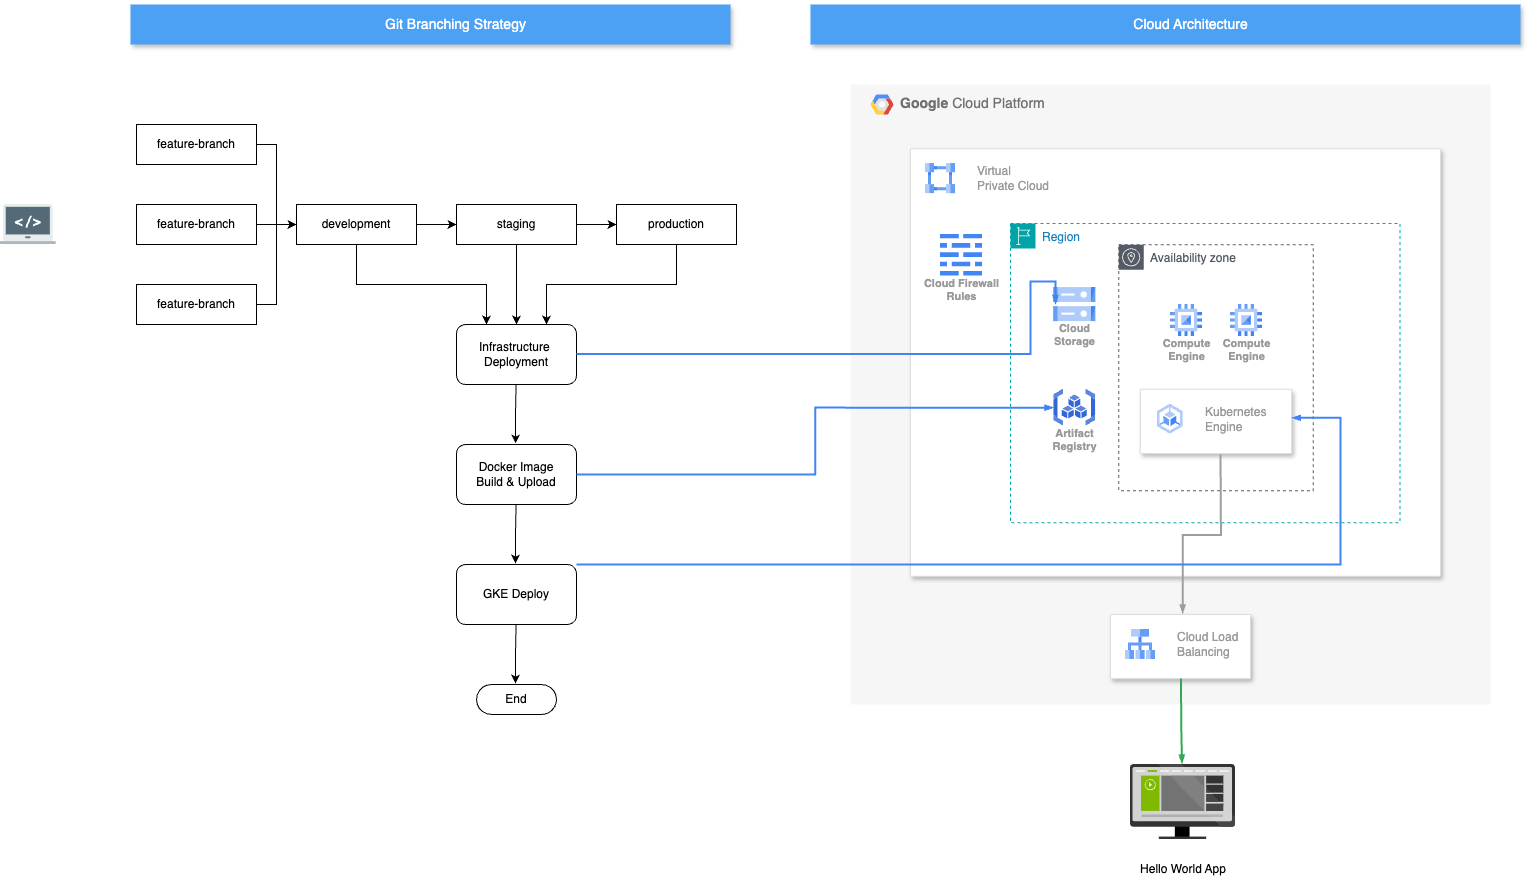 Git Branching Strategy
Cloud Architecture
feature-branch
feature-branch
feature-branch
</>
development
staging
production
Infrastructure
Deployment
Docker Image
Build & Upload
GKE Deploy
End
Google Cloud Platform
Virtual
Private Cloud
Cloud Firewall
Rules
Region
Availability zone
Cloud
Storage
Compute
Engine
Compute
Engine
Artifact
Registry
Kubernetes
Engine
Cloud Load
Balancing
Hello World App